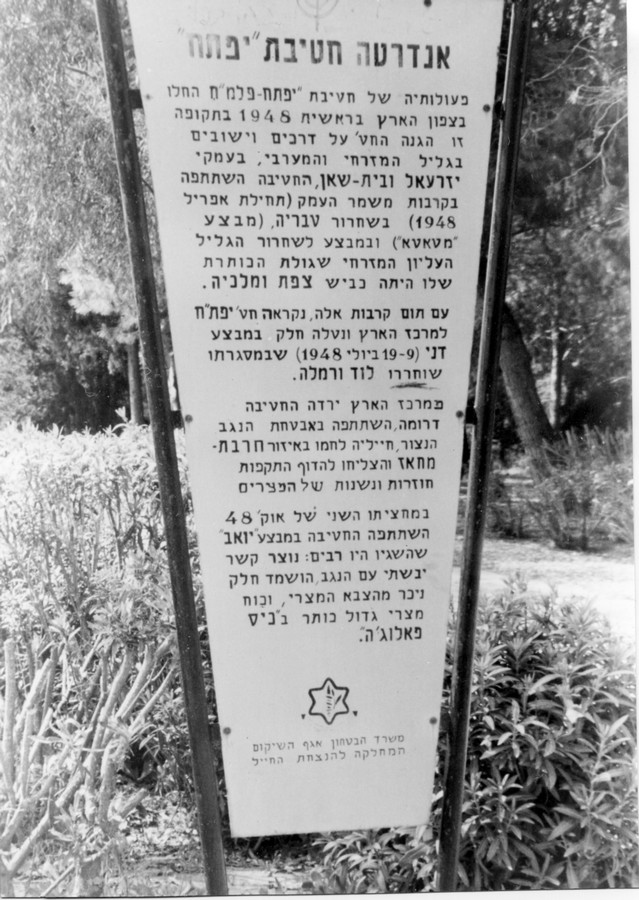 אנדרטה חטיבת "יפתח"
פעולותיה של חטיבת "יפתח-פלמ"ח החלו
בצפון הארץ בראשית 1948 בתקופה
זו הגנה החט' על דרכים וישובים
בגליל המזרחי והמערבי, בעמקי
יזרעאל ובית-שאן, החטיבה השתתפה
בקרבות משמר העמק (תחילת אפריל
1948) בשחרור טבריה, (מבצע
"מטאטא") ובמבצע לשחרור הגליל
העליון המזרחי שגולת הכותרת
שלו היתה כביש צפת ומלכיה.
עם תום קרבות אלה, נקראה חט' יפת"ח
למרכז הארץ ונטלה חלק במבצע
דני (9-19 ביולי 1948) שבמסגרתו
שוחררו לוד ורמלה.
ממרכז הארץ ירדה החטיבה
דרומה, השתתפה באבטחת הנגב
הנצור, חייליה לחמו באיזור חרבת-
מחאז והצליחו להדוף התקפות
חוזרות ונשנות של המצרים
במחציתו השני של אוק' 48
השתתפה החטיבה במבצע "יואב"
שהשגיו היו רבים: נוצר קשר
יבשתי עם הנגב, הושמד חלק
ניכר מהצבא המצרי, וכוח
מצרי גדול כותר ב"כיס
פאלוג'ה".
משרד הבטחון אגף השיקום
המחלקה להנצחת החייל